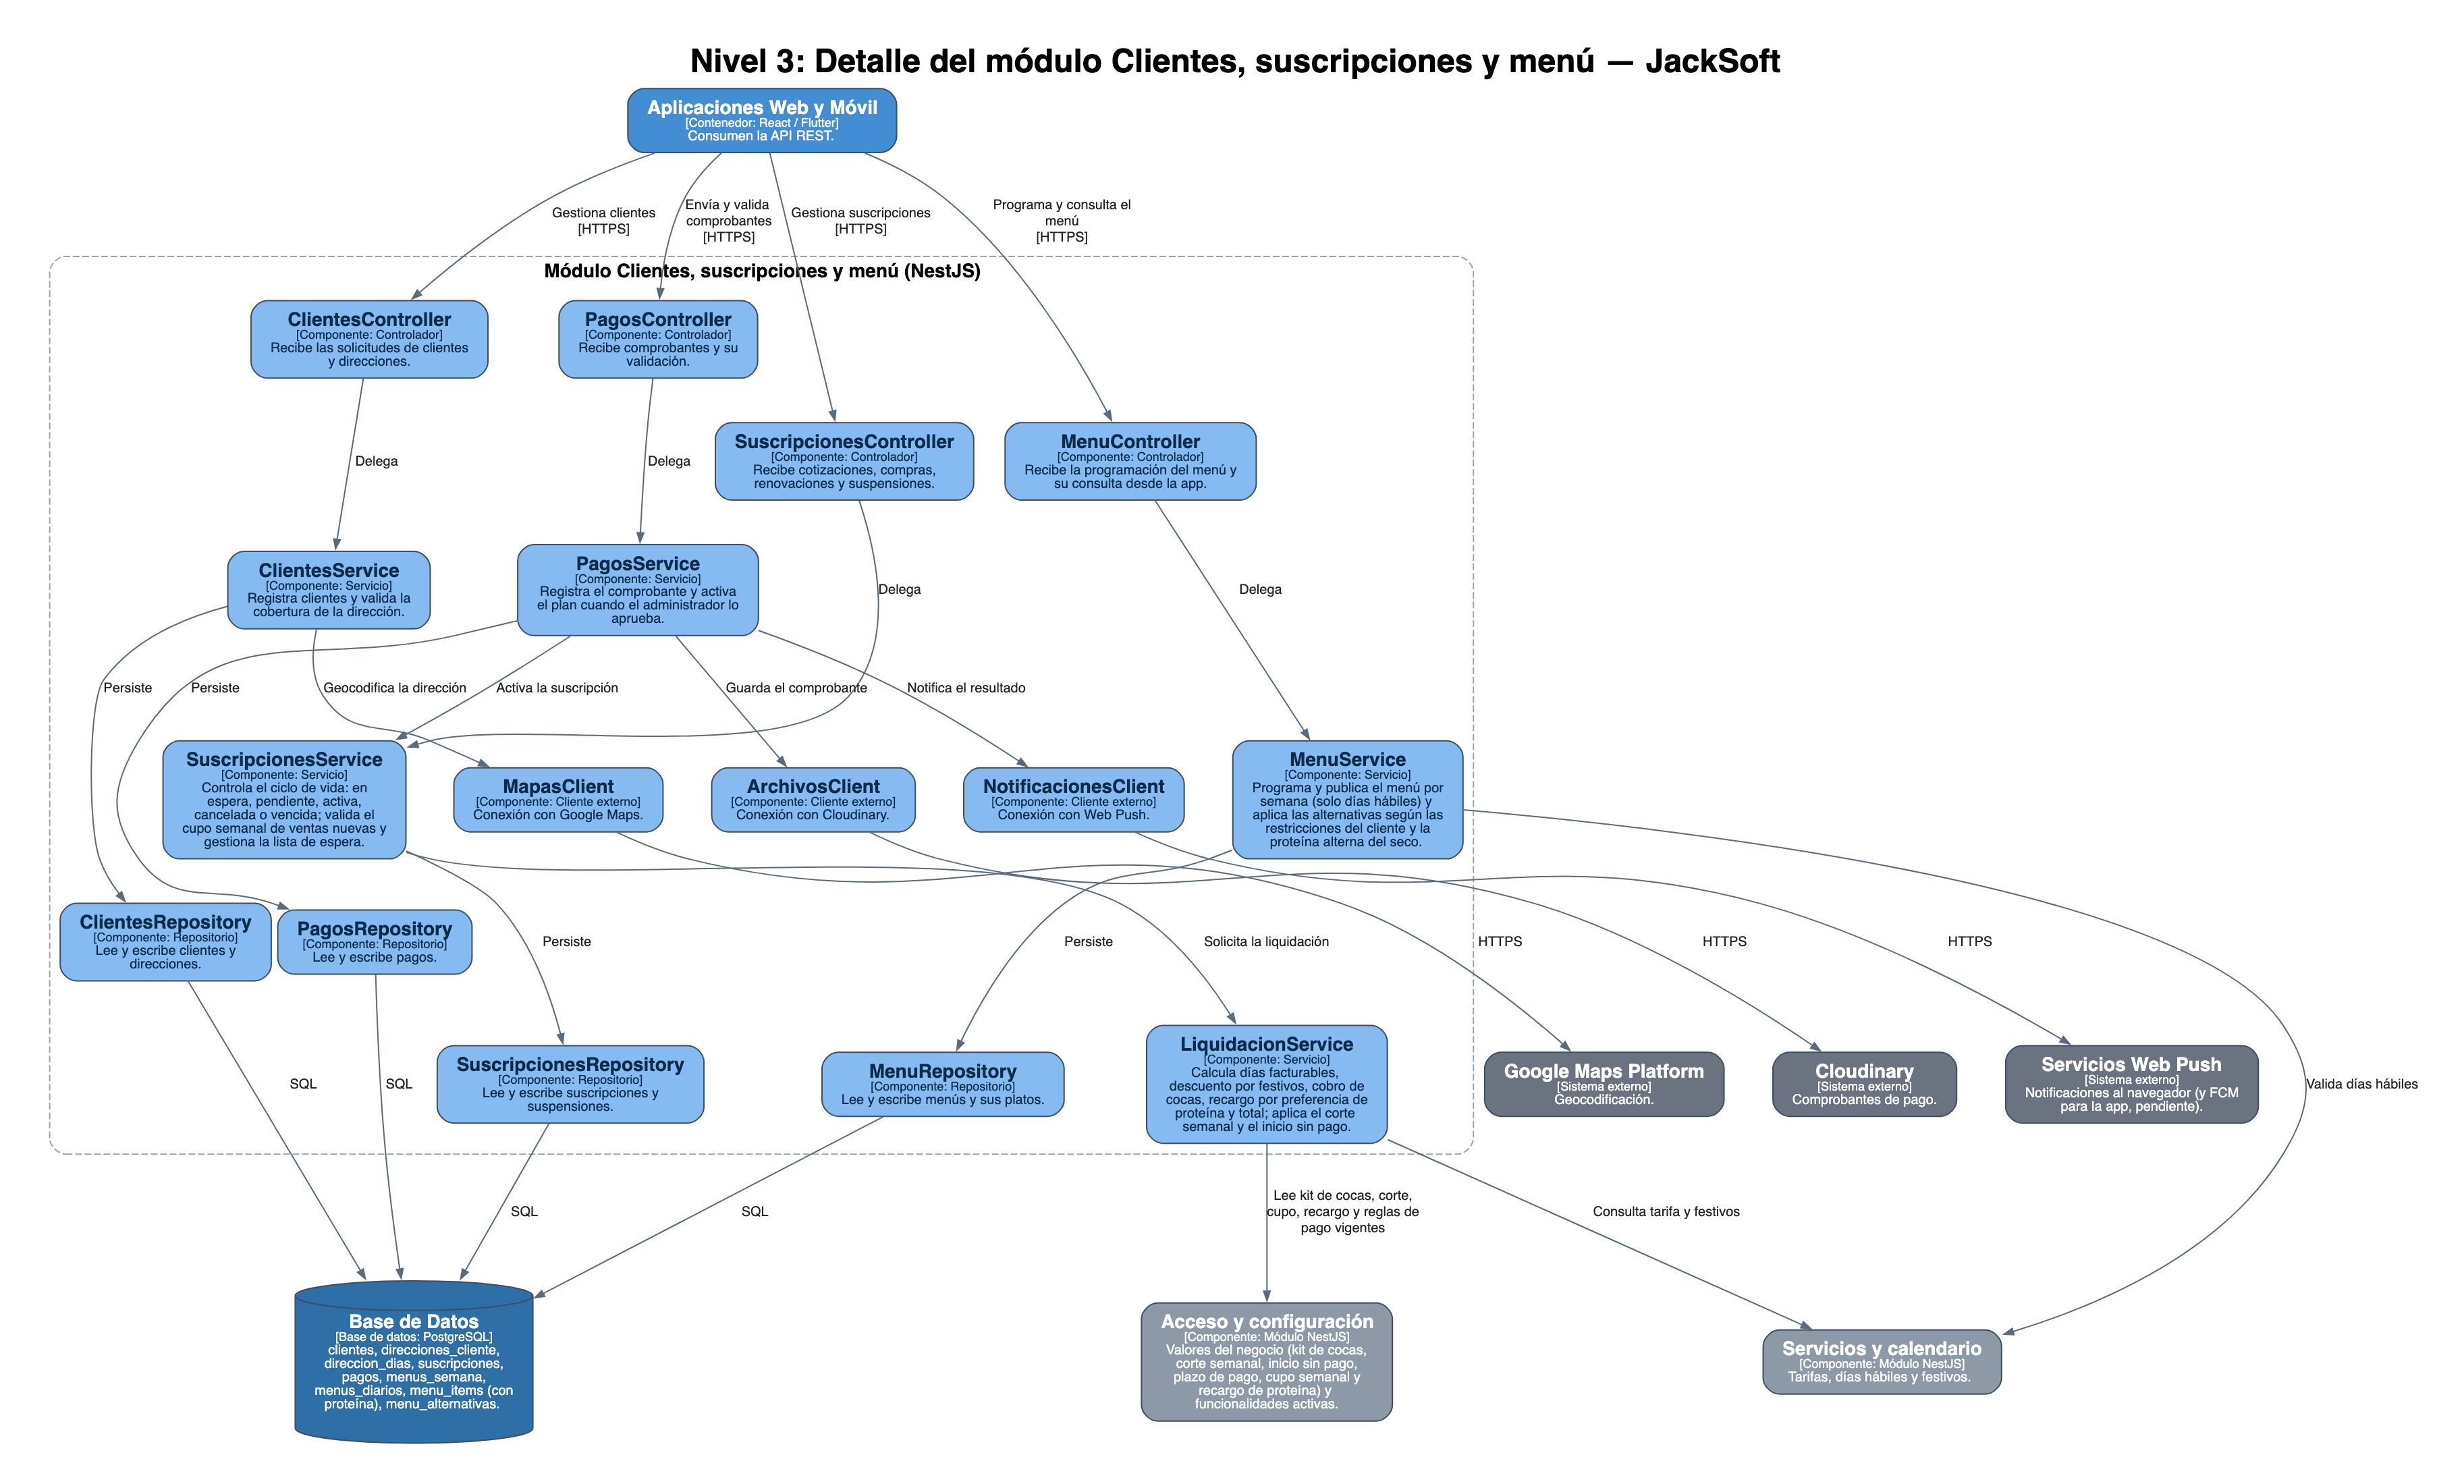 Nivel 3: Detalle del módulo Clientes, suscripciones y menú — JackSoft
Aplicaciones Web y Móvil
[Contenedor: React / Flutter]
Consumen la API REST.
Gestiona clientes
[HTTPS]
Envía y valida
comprobantes
[HTTPS]
Gestiona suscripciones
[HTTPS]
Programa y consulta el
menú
[HTTPS]
Módulo Clientes, suscripciones y menú (NestJS)
ClientesController
[Componente: Controlador]
Recibe las solicitudes de clientes
y direcciones.
PagosController
[Componente: Controlador]
Recibe comprobantes y su
validación.
SuscripcionesController
[Componente: Controlador]
Recibe cotizaciones, compras,
renovaciones y suspensiones.
MenuController
[Componente: Controlador]
Recibe la programación del menú y
su consulta desde la app.
Delega
Delega
Delega
Delega
ClientesService
[Componente: Servicio]
Registra clientes y valida la
cobertura de la dirección.
PagosService
[Componente: Servicio]
Registra el comprobante y activa
el plan cuando el administrador lo
aprueba.
Persiste
Persiste
Geocodifica la dirección
Activa la suscripción
Guarda el comprobante
Notifica el resultado
SuscripcionesService
[Componente: Servicio]
Controla el ciclo de vida: en
espera, pendiente, activa,
cancelada o vencida; valida el
cupo semanal de ventas nuevas y
gestiona la lista de espera.
MapasClient
[Componente: Cliente externo]
Conexión con Google Maps.
ArchivosClient
[Componente: Cliente externo]
Conexión con Cloudinary.
NotificacionesClient
[Componente: Cliente externo]
Conexión con Web Push.
MenuService
[Componente: Servicio]
Programa y publica el menú por
semana (solo días hábiles) y
aplica las alternativas según las
restricciones del cliente y la
proteína alterna del seco.
ClientesRepository
[Componente: Repositorio]
Lee y escribe clientes y
direcciones.
PagosRepository
[Componente: Repositorio]
Lee y escribe pagos.
Persiste
Persiste
Solicita la liquidación
HTTPS
HTTPS
HTTPS
SuscripcionesRepository
[Componente: Repositorio]
Lee y escribe suscripciones y
suspensiones.
MenuRepository
[Componente: Repositorio]
Lee y escribe menús y sus platos.
LiquidacionService
[Componente: Servicio]
Calcula días facturables,
descuento por festivos, cobro de
cocas, recargo por preferencia de
proteína y total; aplica el corte
semanal y el inicio sin pago.
Google Maps Platform
[Sistema externo]
Geocodificación.
Cloudinary
[Sistema externo]
Comprobantes de pago.
Servicios Web Push
[Sistema externo]
Notificaciones al navegador (y FCM
para la app, pendiente).
Valida días hábiles
SQL
SQL
SQL
SQL
Lee kit de cocas, corte,
cupo, recargo y reglas de
pago vigentes
Consulta tarifa y festivos
Base de Datos
[Base de datos: PostgreSQL]
clientes, direcciones_cliente,
direccion_dias, suscripciones,
pagos, menus_semana,
menus_diarios, menu_items (con
proteína), menu_alternativas.
Acceso y configuración
[Componente: Módulo NestJS]
Valores del negocio (kit de cocas,
corte semanal, inicio sin pago,
plazo de pago, cupo semanal y
recargo de proteína) y
funcionalidades activas.
Servicios y calendario
[Componente: Módulo NestJS]
Tarifas, días hábiles y festivos.